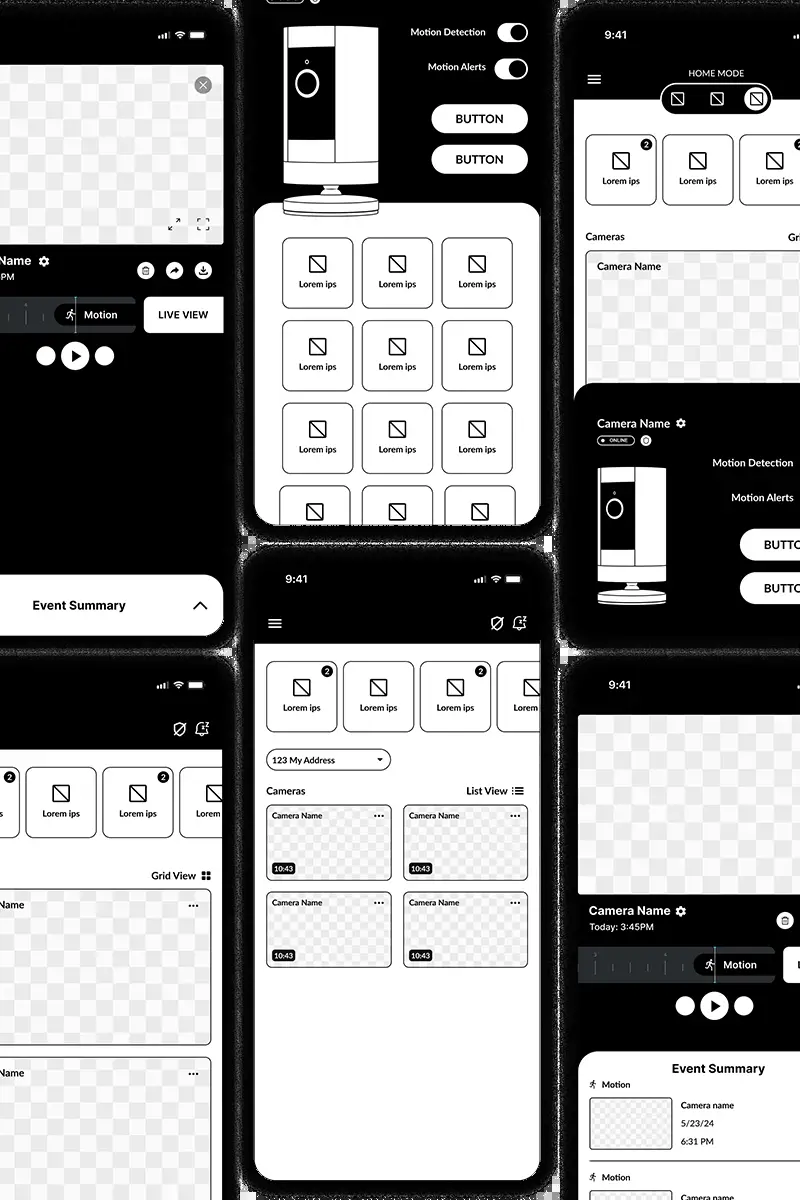 Name
PM
Motion
LIVE VIEW
Event Summary
Motion Detection
Motion Alerts
BUTTON
BUTTON
Lorem ips
Lorem ips
Lorem ips
Lorem ips
Lorem ips
Lorem ips
Lorem ips
Lorem ips
Lorem ips
9:41
HOME MODE
2
2
Lorem ips
Lorem ips
Lorem ips
Cameras
Gri
Camera Name
Camera Name
ONLINE
Motion Detection
Motion Alerts
BUTTO
BUTTO
2
2
s
Lorem ips
Lorem ips
Lorem
Grid View
Name
Name
9:41
2
2
Lorem ips
Lorem ips
Lorem ips
Lorem
123 My Address
Cameras
List View
Camera Name
Camera Name
10:43
10:43
Camera Name
Camera Name
10:43
10:43
9:41
Camera Name
Today: 3:45PM
Motion
Event Summary
Motion
Camera name
5/23/24
6:31 PM
Motion
Camera name